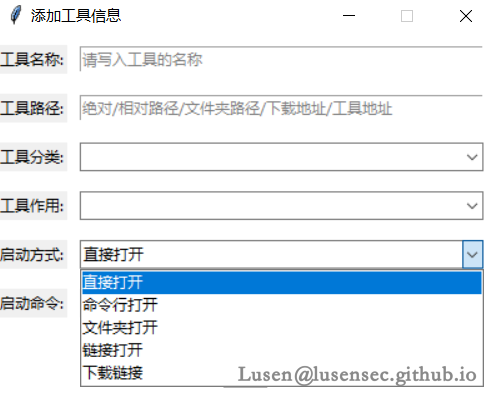 添加工具信息
工具名称: 请写入工具的名称
工具路径: 绝对/相对路径/文件夹路径/下载地址/工具地址
工具分类:
工具作用:
启动方式: 直接打开
直接打开
启动命令: 命令行打开
文件夹打开
链接打开
下载链接
Lusen@lusensec.github.io